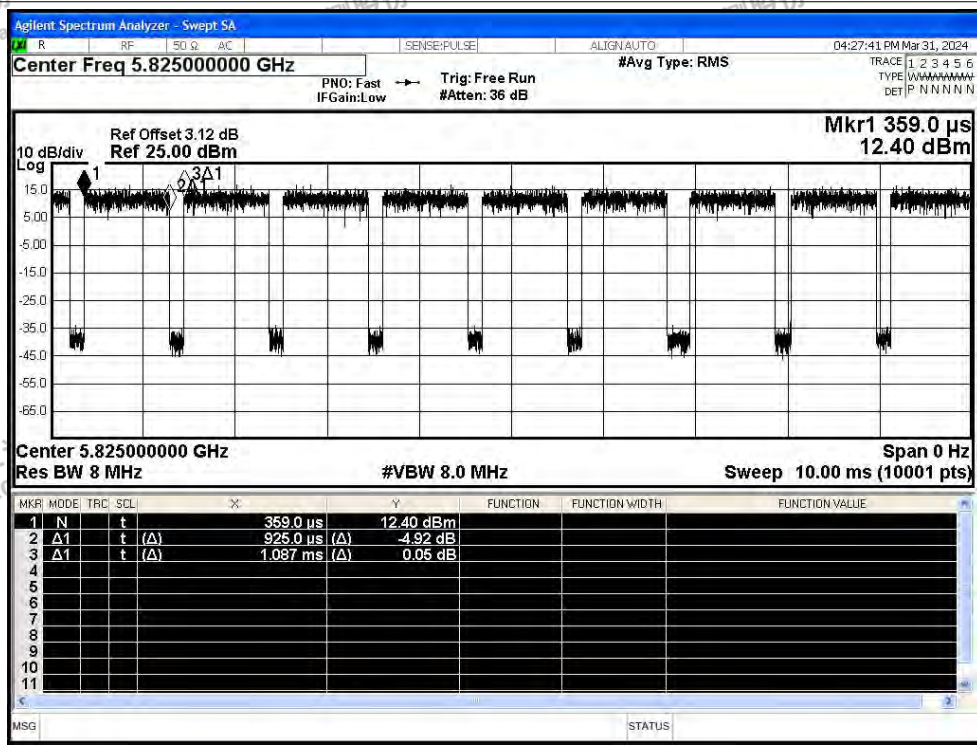 Agilent Spectrum Analyzer - Swept SA
LXI R RF 50 Ω AC SENSE:PULSE ALIGN AUTO 04:27:41 PM Mar 31, 2024
Center Freq 5.825000000 GHz #Avg Type: RMS TRACE 1 2 3 4 5 6
PNO: Fast Trig: Free Run TYPE WWWWWW
IFGain:Low #Atten: 36 dB DET P N N N N N
Mkr1 359.0 µs
12.40 dBm
Ref Offset 3.12 dB
10 dB/div Ref 25.00 dBm
Log
1
2Δ1
3Δ1
15.0
5.00
-5.00
-15.0
-25.0
-35.0
-45.0
-55.0
-65.0
Center 5.825000000 GHz Span 0 Hz
Res BW 8 MHz #VBW 8.0 MHz Sweep 10.00 ms (10001 pts)
MKR MODE TRC SCL X Y FUNCTION FUNCTION WIDTH FUNCTION VALUE
1 N t 359.0 µs 12.40 dBm
2 Δ1 t (Δ) 925.0 µs (Δ) -4.92 dB
3 Δ1 t (Δ) 1.087 ms (Δ) 0.05 dB
4
5
6
7
8
9
10
11
MSG STATUS